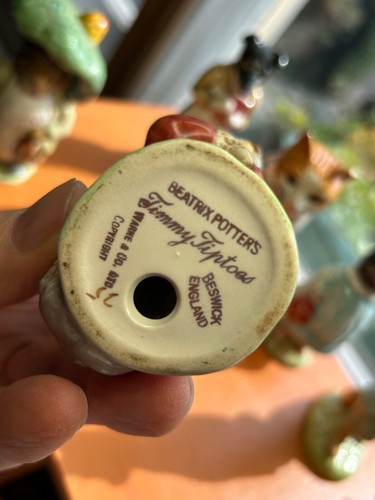 BEATRIX POTTER'S
Timmy Tiptoes
F. WARNE & CO. LTD.
COPYRIGHT
BESWICK
ENGLAND